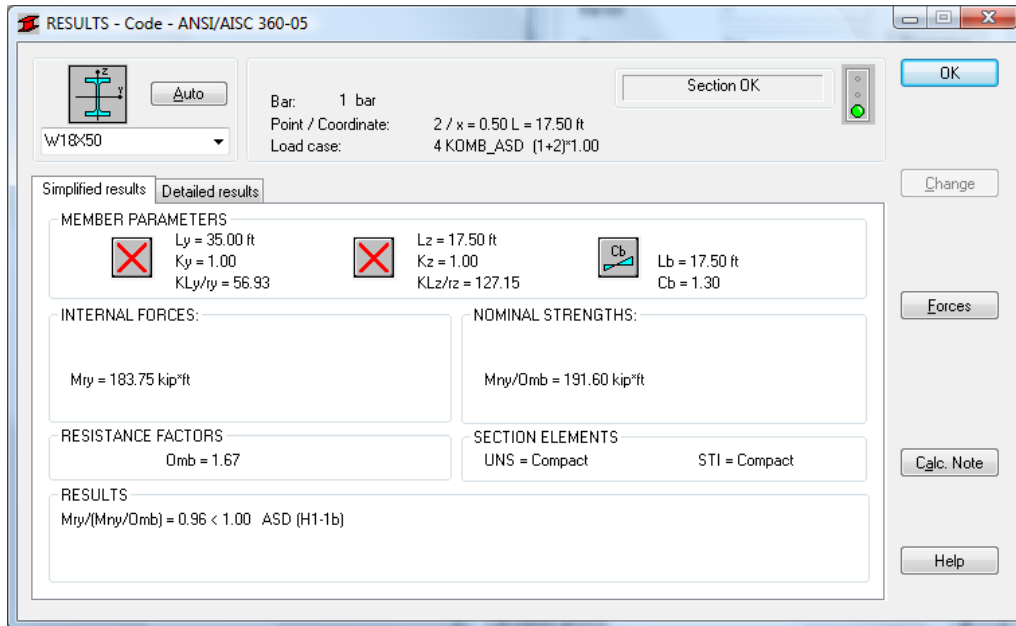 RESULTS - Code - ANSI/AISC 360-05
z
y
Auto
W18X50
Bar: 1 bar
Point / Coordinate: 2 / x = 0.50 L = 17.50 ft
Load case: 4 KOMB_ASD (1+2)*1.00
Section OK
OK
Simplified results
Detailed results
Change
MEMBER PARAMETERS
Ly = 35.00 ft
Ky = 1.00
KLy/ry = 56.93
Lz = 17.50 ft
Kz = 1.00
KLz/rz = 127.15
Cb
Lb = 17.50 ft
Cb = 1.30
INTERNAL FORCES:
Mry = 183.75 kip*ft
NOMINAL STRENGTHS:
Mny/Omb = 191.60 kip*ft
Forces
RESISTANCE FACTORS
Omb = 1.67
SECTION ELEMENTS
UNS = Compact STI = Compact
Calc. Note
RESULTS
Mry/(Mny/Omb) = 0.96 < 1.00 ASD (H1-1b)
Help